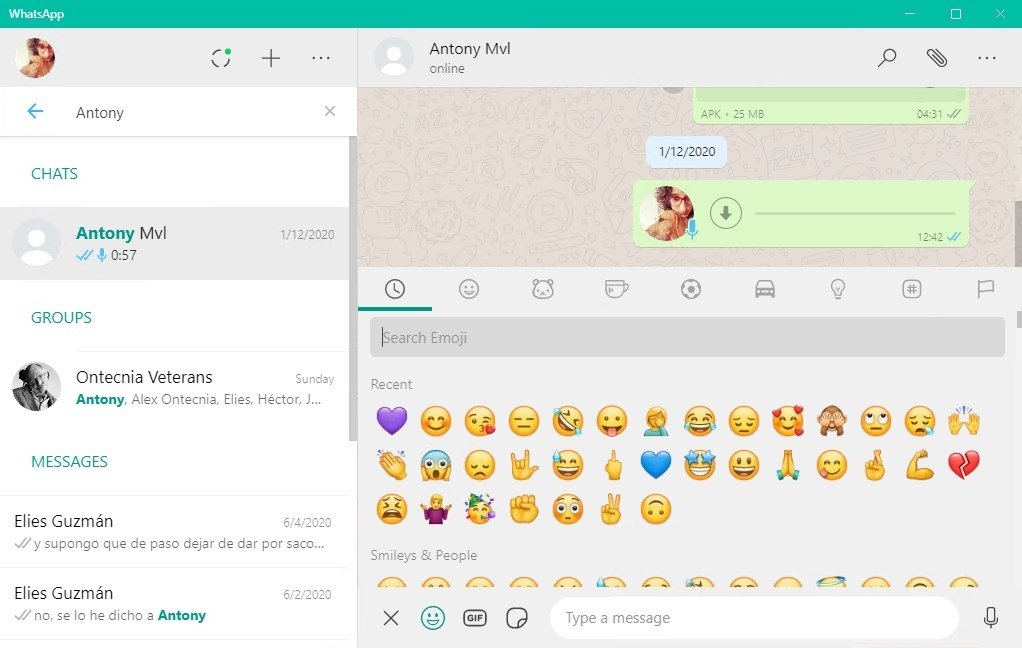 WhatsApp
Antony
CHATS
Antony Mvl
1/12/2020
0:57
GROUPS
Ontecnia Veterans
Sunday
Antony, Alex Ontecnia, Elies, Héctor, J...
MESSAGES
Elies Guzmán
6/4/2020
y supongo que de paso dejar de dar por saco...
Elies Guzmán
6/2/2020
no, se lo he dicho a Antony
Antony Mvl
online
APK • 25 MB
04:31
1/12/2020
12:42
Search Emoji
Recent
Smileys & People
GIF
Type a message